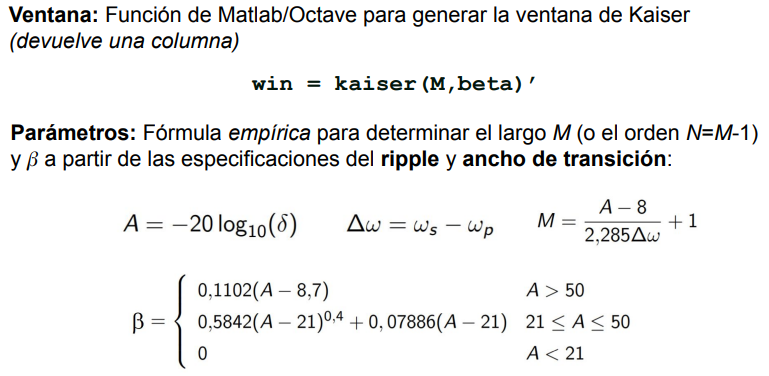 Ventana: Función de Matlab/Octave para generar la ventana de Kaiser
(devuelve una columna)
win = kaiser(M,beta)’
Parámetros: Fórmula empírica para determinar el largo M (o el orden N=M-1)
y β a partir de las especificaciones del ripple y ancho de transición:
A = −20 log₁₀(δ) Δω = ωₛ − ωₚ M = (A − 8)/(2,285Δω) + 1
β = { 0,1102(A − 8,7) A > 50
0,5842(A − 21)^0,4 + 0,07886(A − 21) 21 ≤ A ≤ 50
0 A < 21